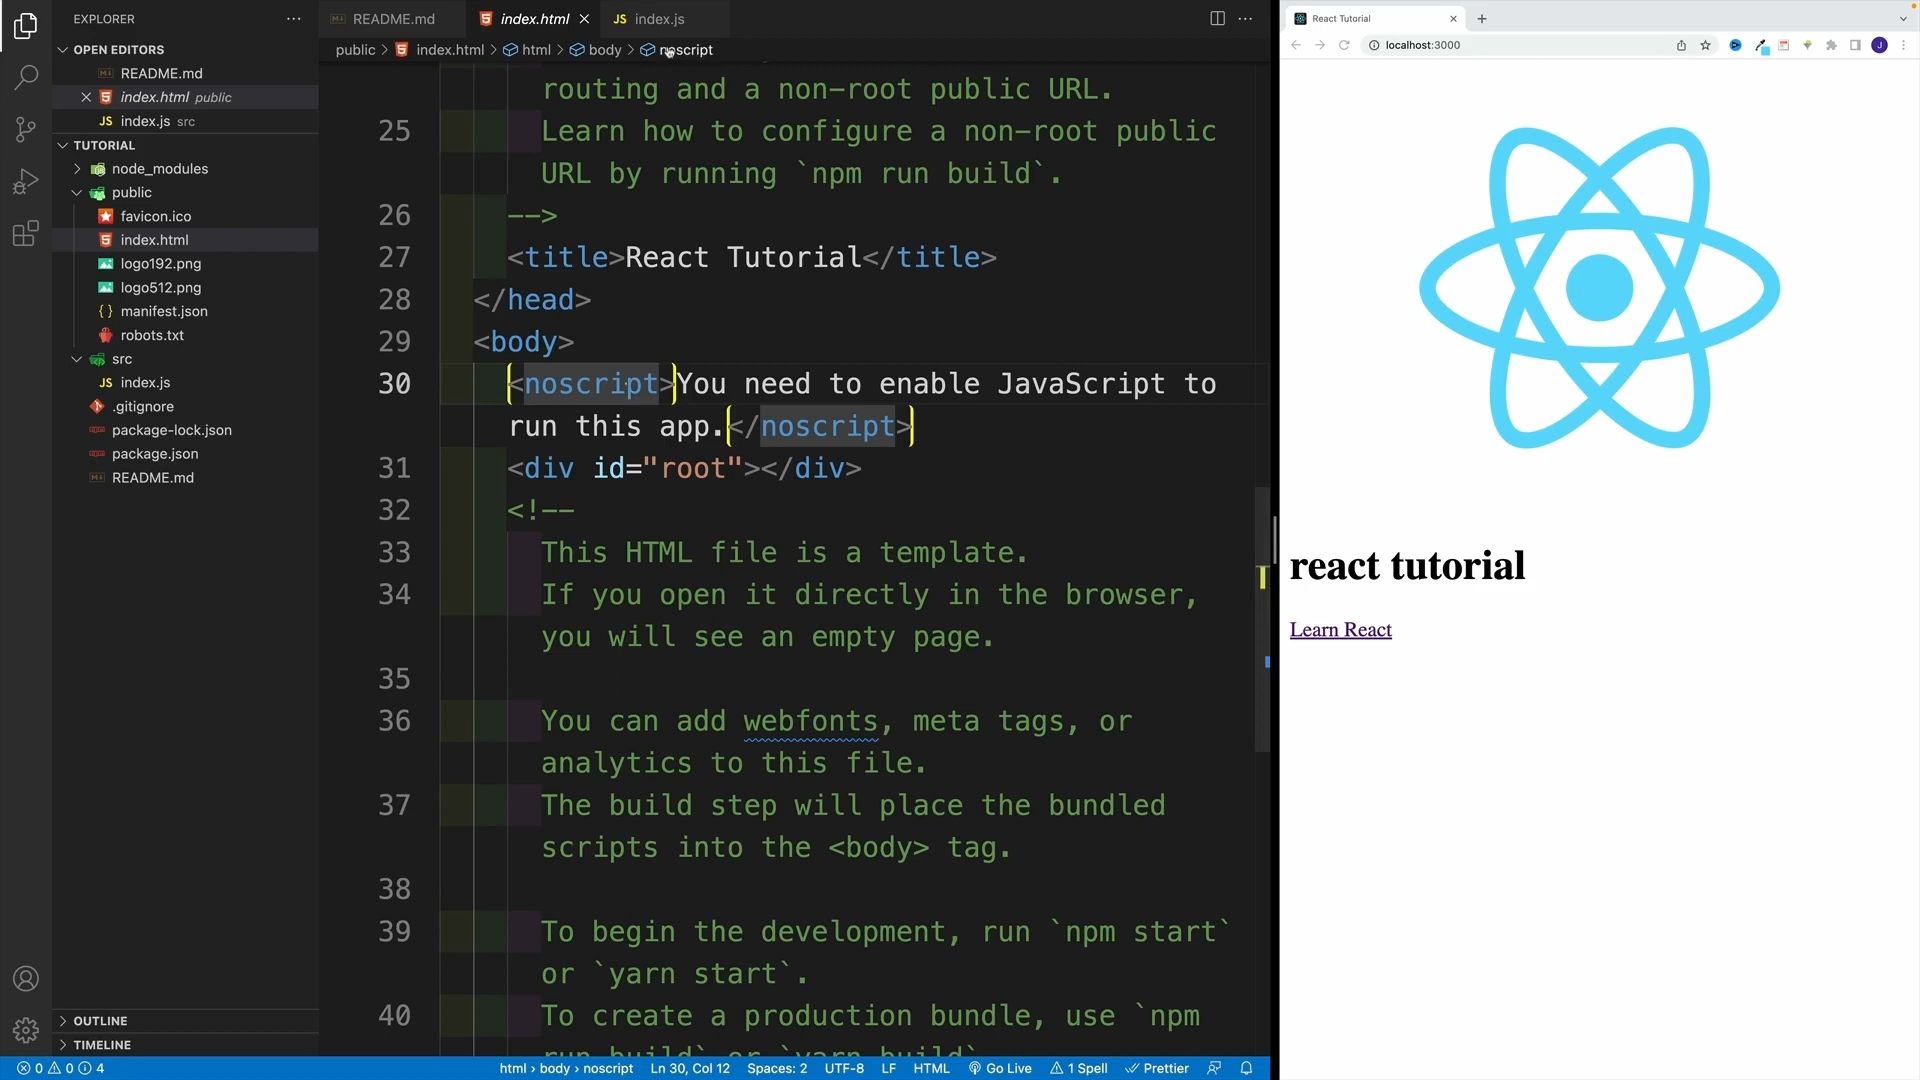 EXPLORER
OPEN EDITORS
README.md
index.html public
index.js src
TUTORIAL
node_modules
public
favicon.ico
index.html
logo192.png
logo512.png
manifest.json
robots.txt
src
index.js
.gitignore
package-lock.json
package.json
README.md
OUTLINE
TIMELINE
README.md
index.html
JS index.js
public > index.html > html > body > noscript
routing and a non-root public URL.
25 Learn how to configure a non-root public
URL by running `npm run build`.
26 -->
27 <title>React Tutorial</title>
28 </head>
29 <body>
30 <noscript>You need to enable JavaScript to
run this app.</noscript>
31 <div id="root"></div>
32 <!--
33 This HTML file is a template.
34 If you open it directly in the browser,
you will see an empty page.
35
36 You can add webfonts, meta tags, or
analytics to this file.
37 The build step will place the bundled
scripts into the <body> tag.
38
39 To begin the development, run `npm start`
or `yarn start`.
40 To create a production bundle, use `npm
run build` or `yarn build`.
0 0 4
html > body > noscript
Ln 30, Col 12
Spaces: 2
UTF-8
LF
HTML
Go Live
1 Spell
Prettier
React Tutorial
localhost:3000
J
react tutorial
Learn React